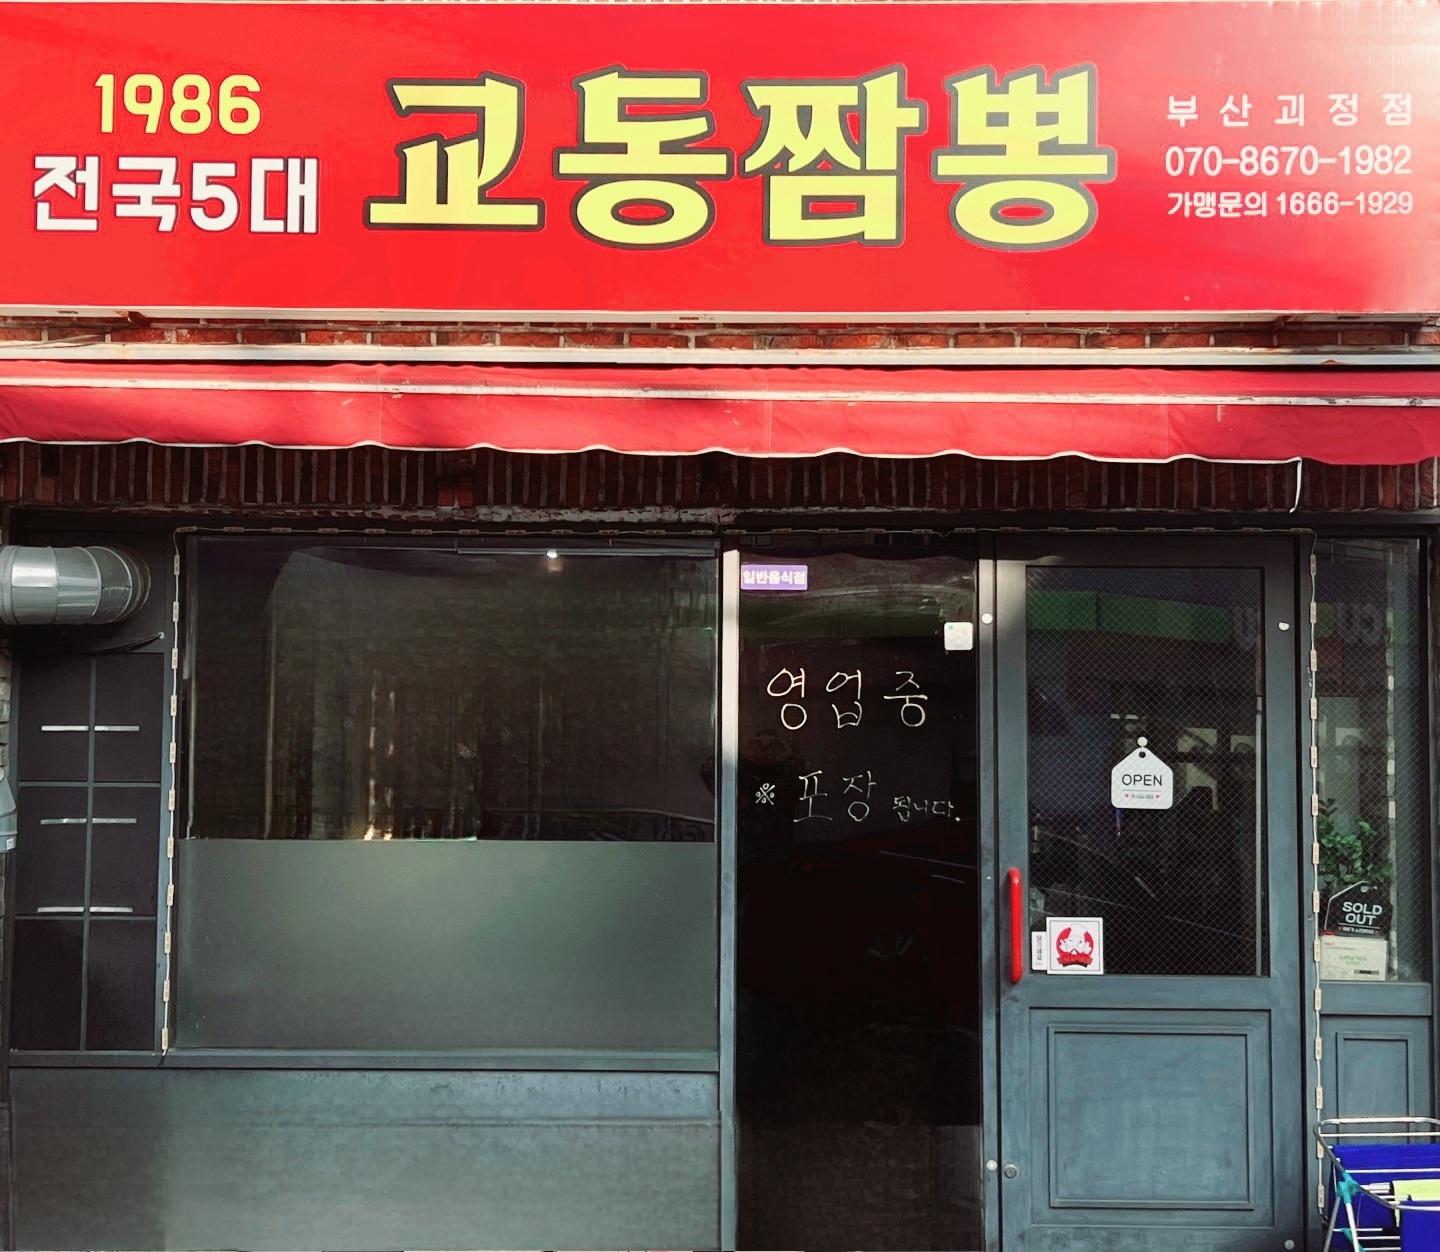 1986
전국5대
교동짬뽕
부산괴정점
070-8670-1982
가맹문의 1666-1929
일반음식점
영업중
※ 포장 됩니다.
OPEN
SOLD
OUT